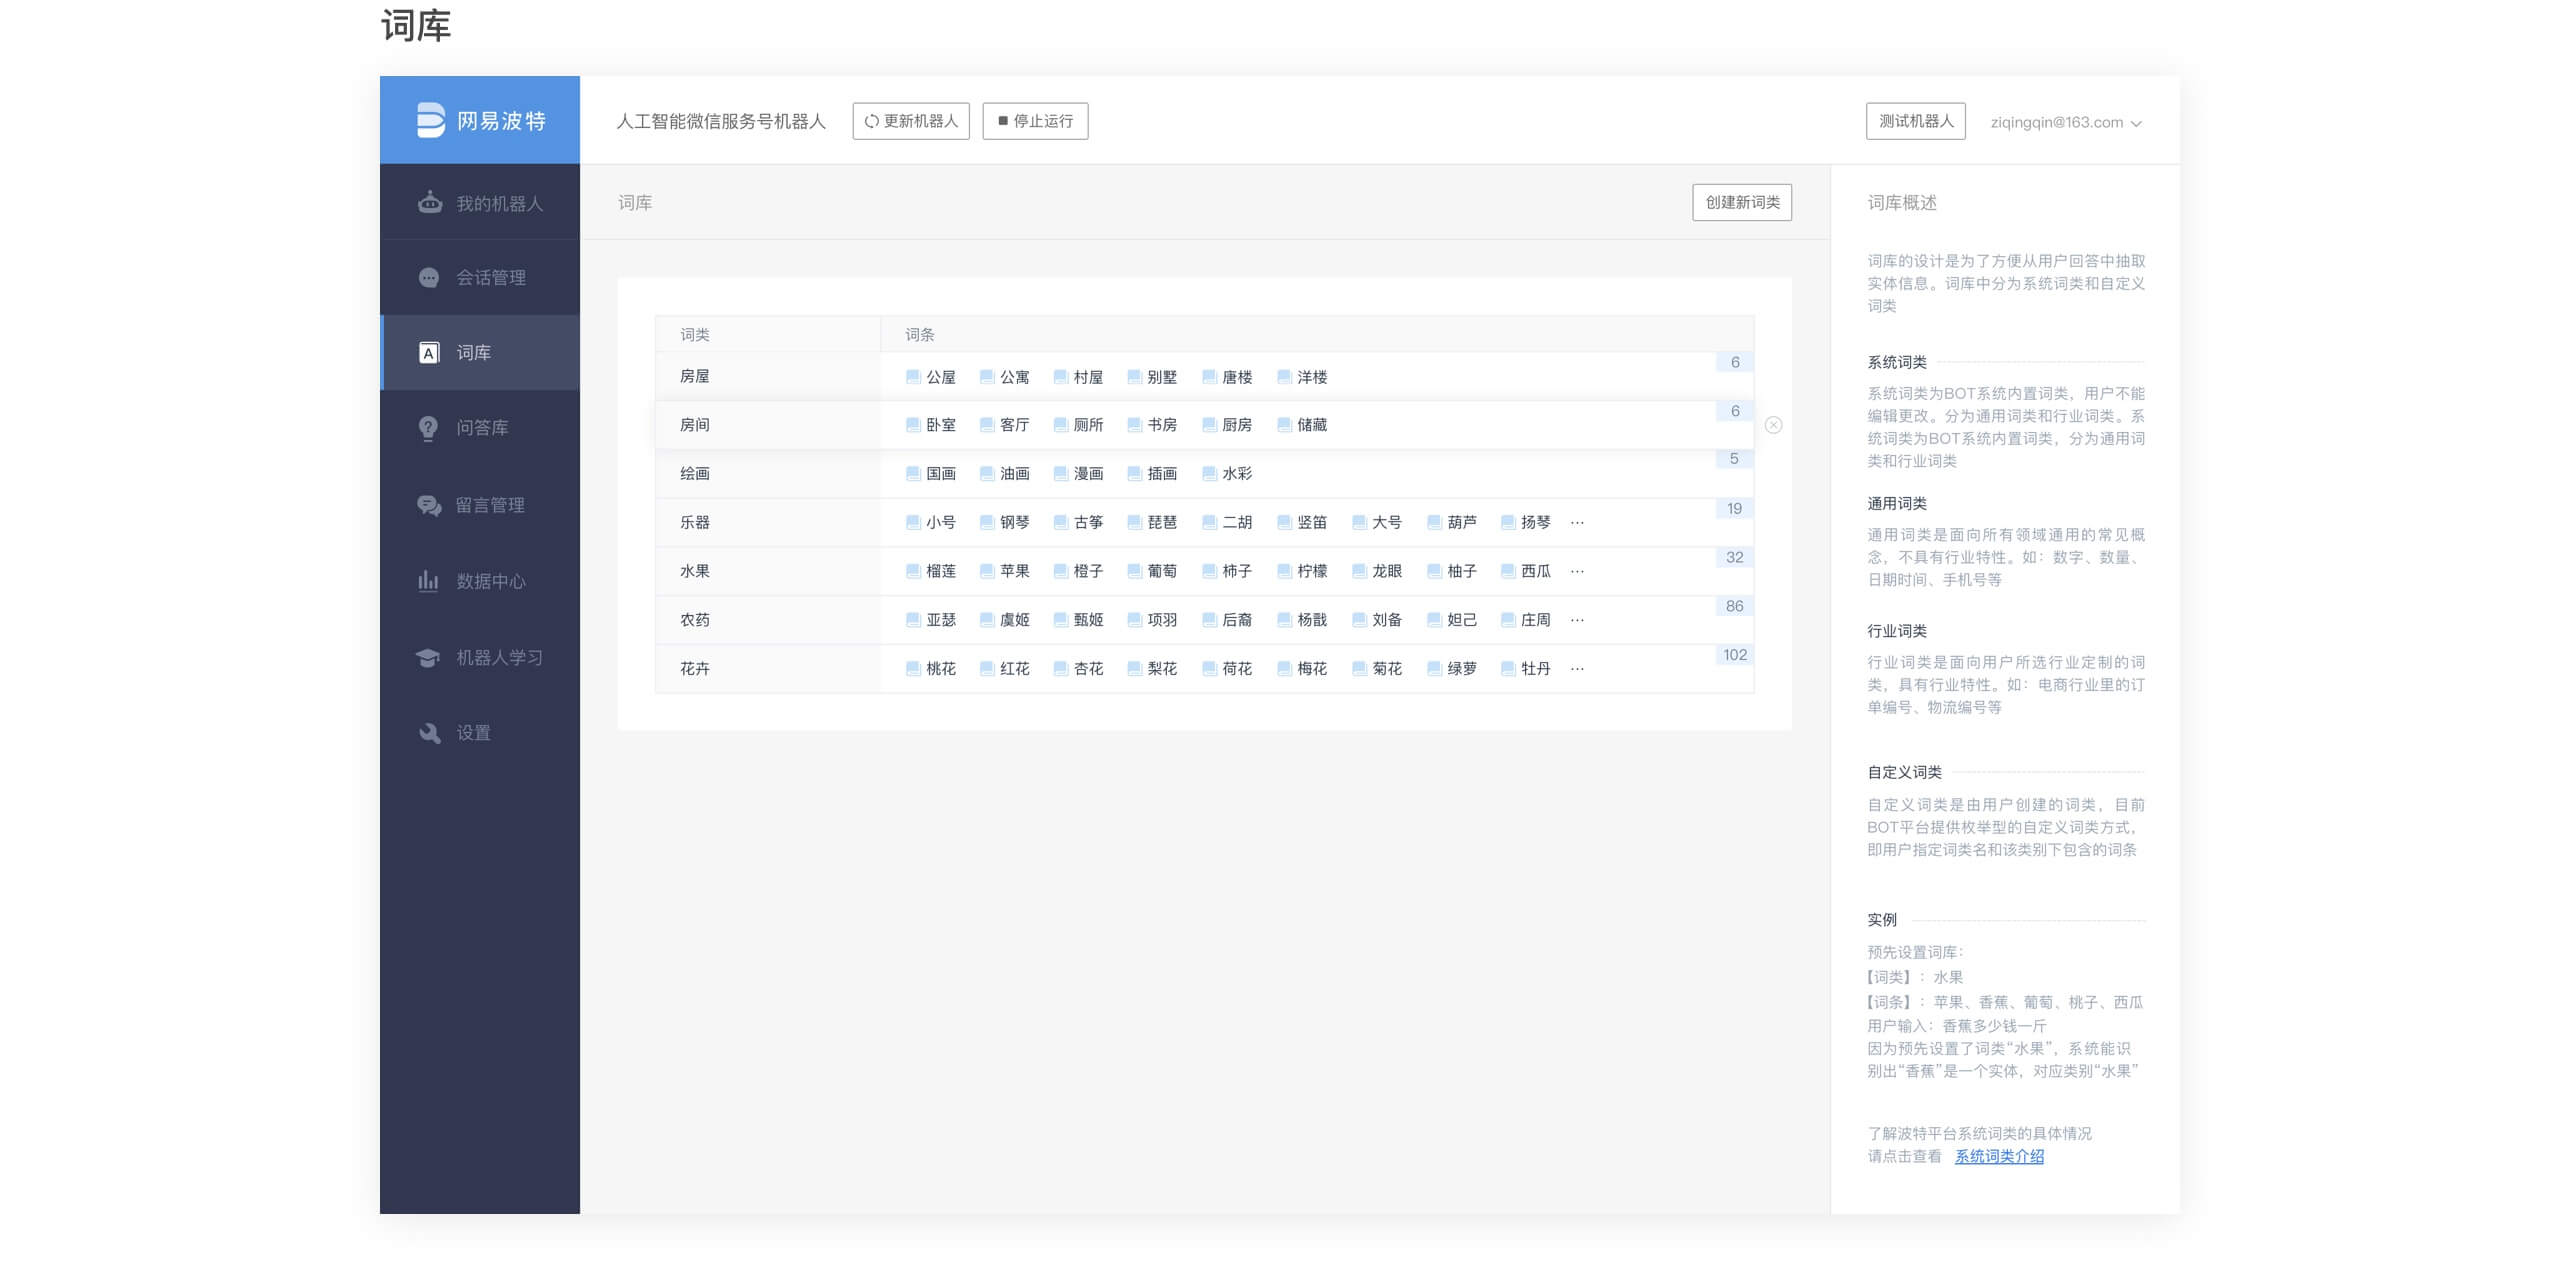 词库
网易波特
人工智能微信服务号机器人 更新机器人 停止运行 测试机器人 ziqingqin@163.com
我的机器人
会话管理
词库
问答库
留言管理
数据中心
机器人学习
设置
词库 创建新词类
词类 词条
房屋 公屋 公寓 村屋 别墅 唐楼 洋楼 6
房间 卧室 客厅 厕所 书房 厨房 储藏 6
绘画 国画 油画 漫画 插画 水彩 5
乐器 小号 钢琴 古筝 琵琶 二胡 竖笛 大号 葫芦 扬琴 ··· 19
水果 榴莲 苹果 橙子 葡萄 柿子 柠檬 龙眼 柚子 西瓜 ··· 32
农药 亚瑟 虞姬 甄姬 项羽 后裔 杨戬 刘备 妲己 庄周 ··· 86
花卉 桃花 红花 杏花 梨花 荷花 梅花 菊花 绿萝 牡丹 ··· 102
词库概述
词库的设计是为了方便从用户回答中抽取
实体信息。词库中分为系统词类和自定义
词类
系统词类
系统词类为BOT系统内置词类，用户不能
编辑更改。分为通用词类和行业词类。系
统词类为BOT系统内置词类，分为通用词
类和行业词类
通用词类
通用词类是面向所有领域通用的常见概
念，不具有行业特性。如：数字、数量、
日期时间、手机号等
行业词类
行业词类是面向用户所选行业定制的词
类，具有行业特性。如：电商行业里的订
单编号、物流编号等
自定义词类
自定义词类是由用户创建的词类，目前
BOT平台提供枚举型的自定义词类方式，
即用户指定词类名和该类别下包含的词条
实例
预先设置词库：
【词类】：水果
【词条】：苹果、香蕉、葡萄、桃子、西瓜
用户输入：香蕉多少钱一斤
因为预先设置了词类“水果”，系统能识
别出“香蕉”是一个实体，对应类别“水果”
了解波特平台系统词类的具体情况
请点击查看 系统词类介绍